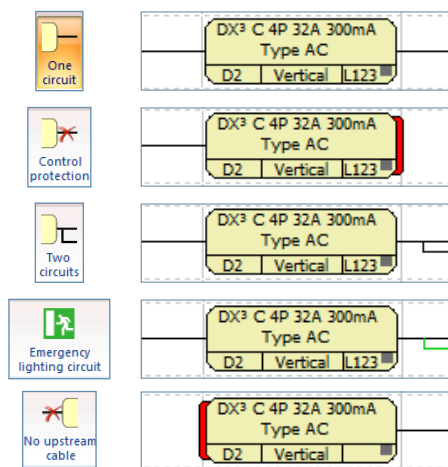 One
circuit
DX³ C 4P 32A 300mA
Type AC
D2 Vertical L123
Control
protection
DX³ C 4P 32A 300mA
Type AC
D2 Vertical L123
Two
circuits
DX³ C 4P 32A 300mA
Type AC
D2 Vertical L123
Emergency
lighting circuit
DX³ C 4P 32A 300mA
Type AC
D2 Vertical L123
No upstream
cable
DX³ C 4P 32A 300mA
Type AC
D2 Vertical